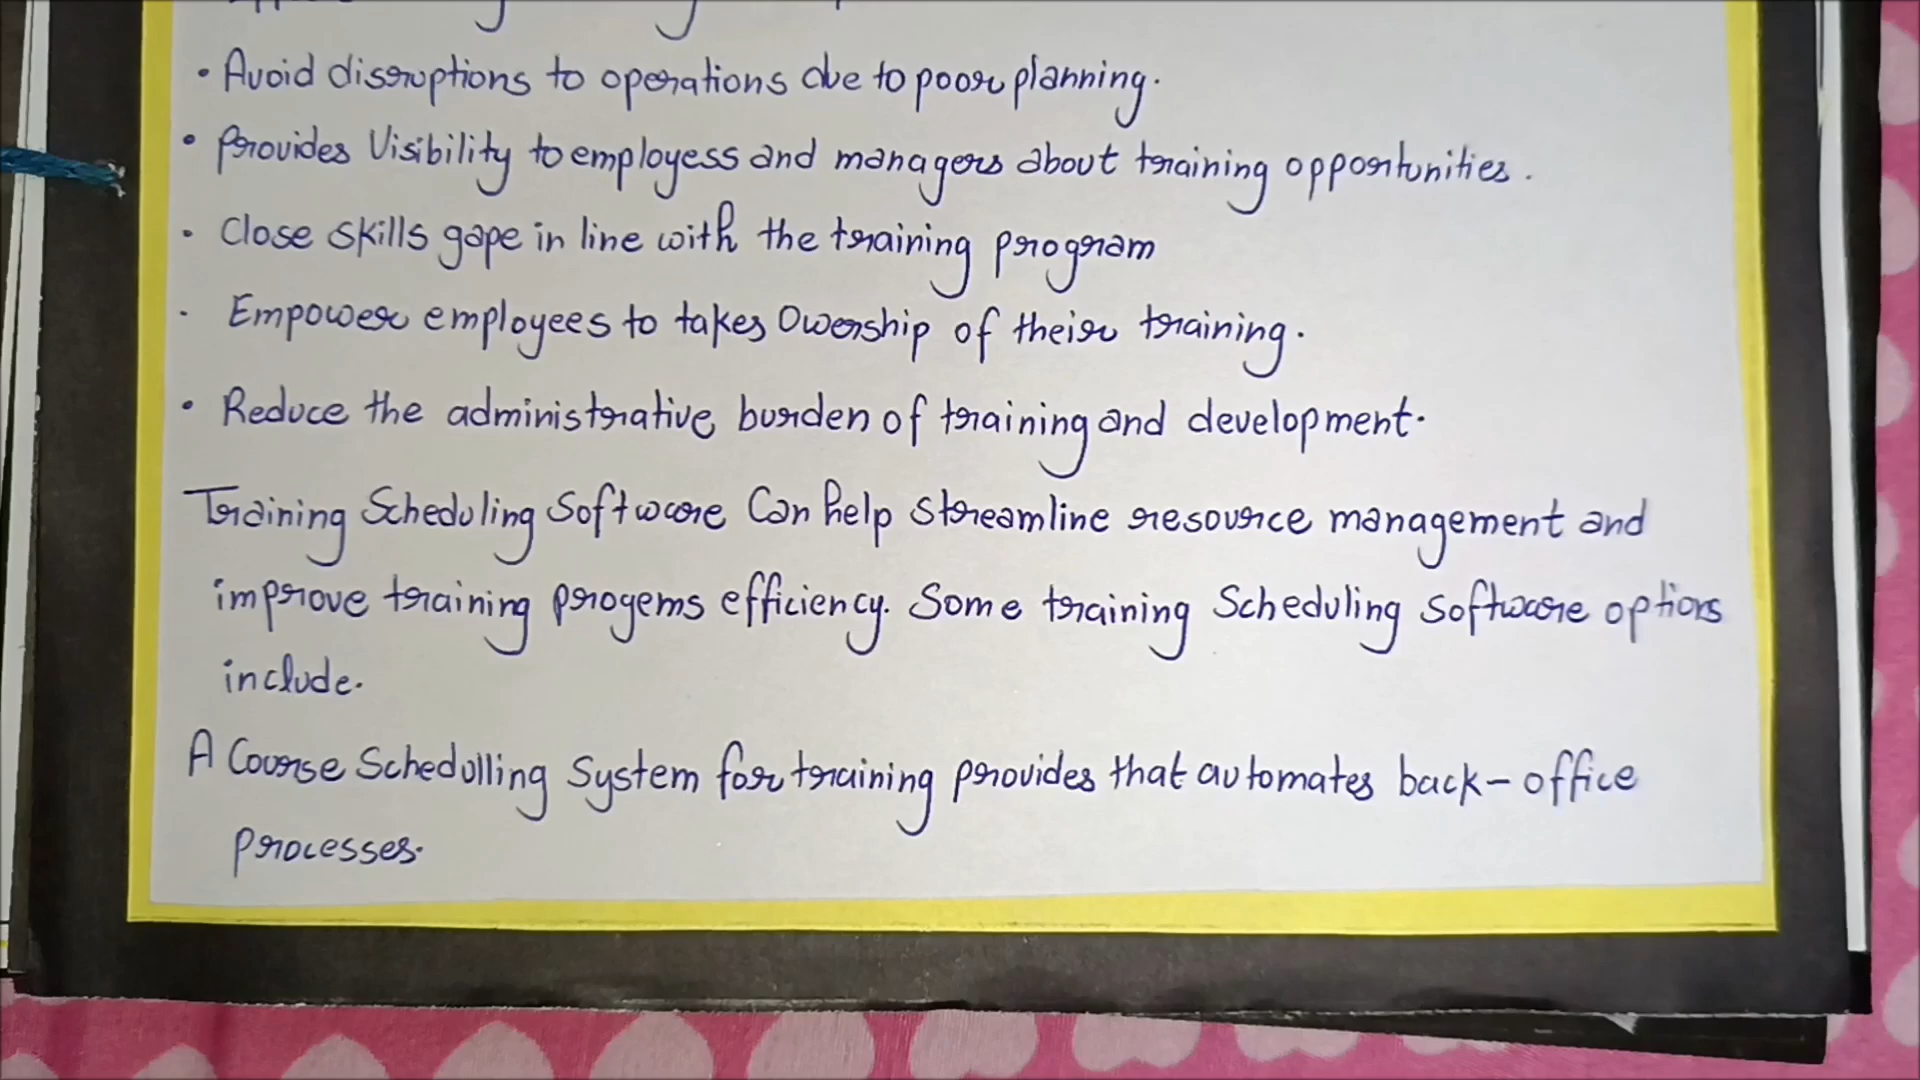 • Avoid disruptions to operations due to poor planning.
• Provides Visibility to employess and managers about training opportunities.
• Close skills gape in line with the training program
• Empower employees to takes Owership of their training.
• Reduce the administrative burden of training and development.
Training Scheduling Software Can help streamline resource management and
improve training progems efficiency. Some training Scheduling software options
include.
A Course Schedulling System for training provides that automates back-office
processes.